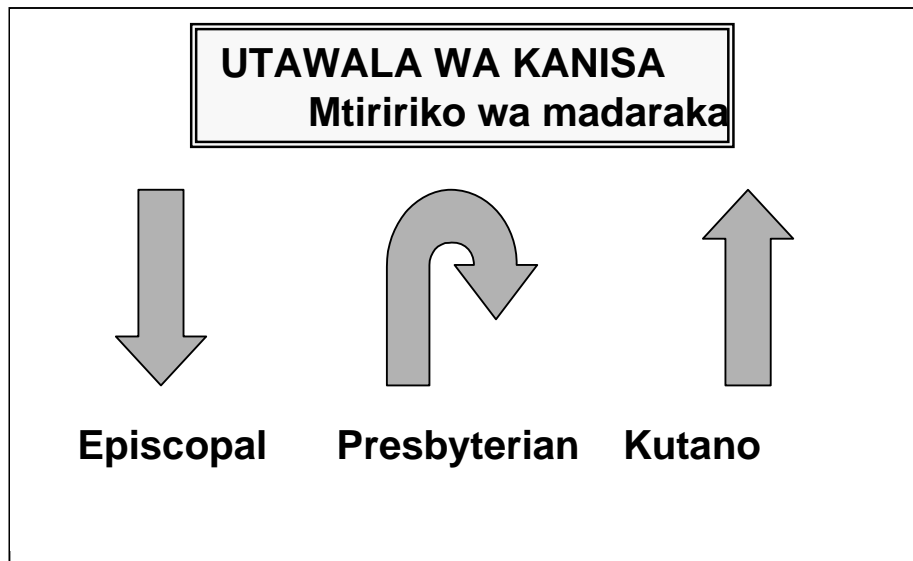 UTAWALA WA KANISA
Mtiririko wa madaraka
Episcopal Presbyterian Kutano